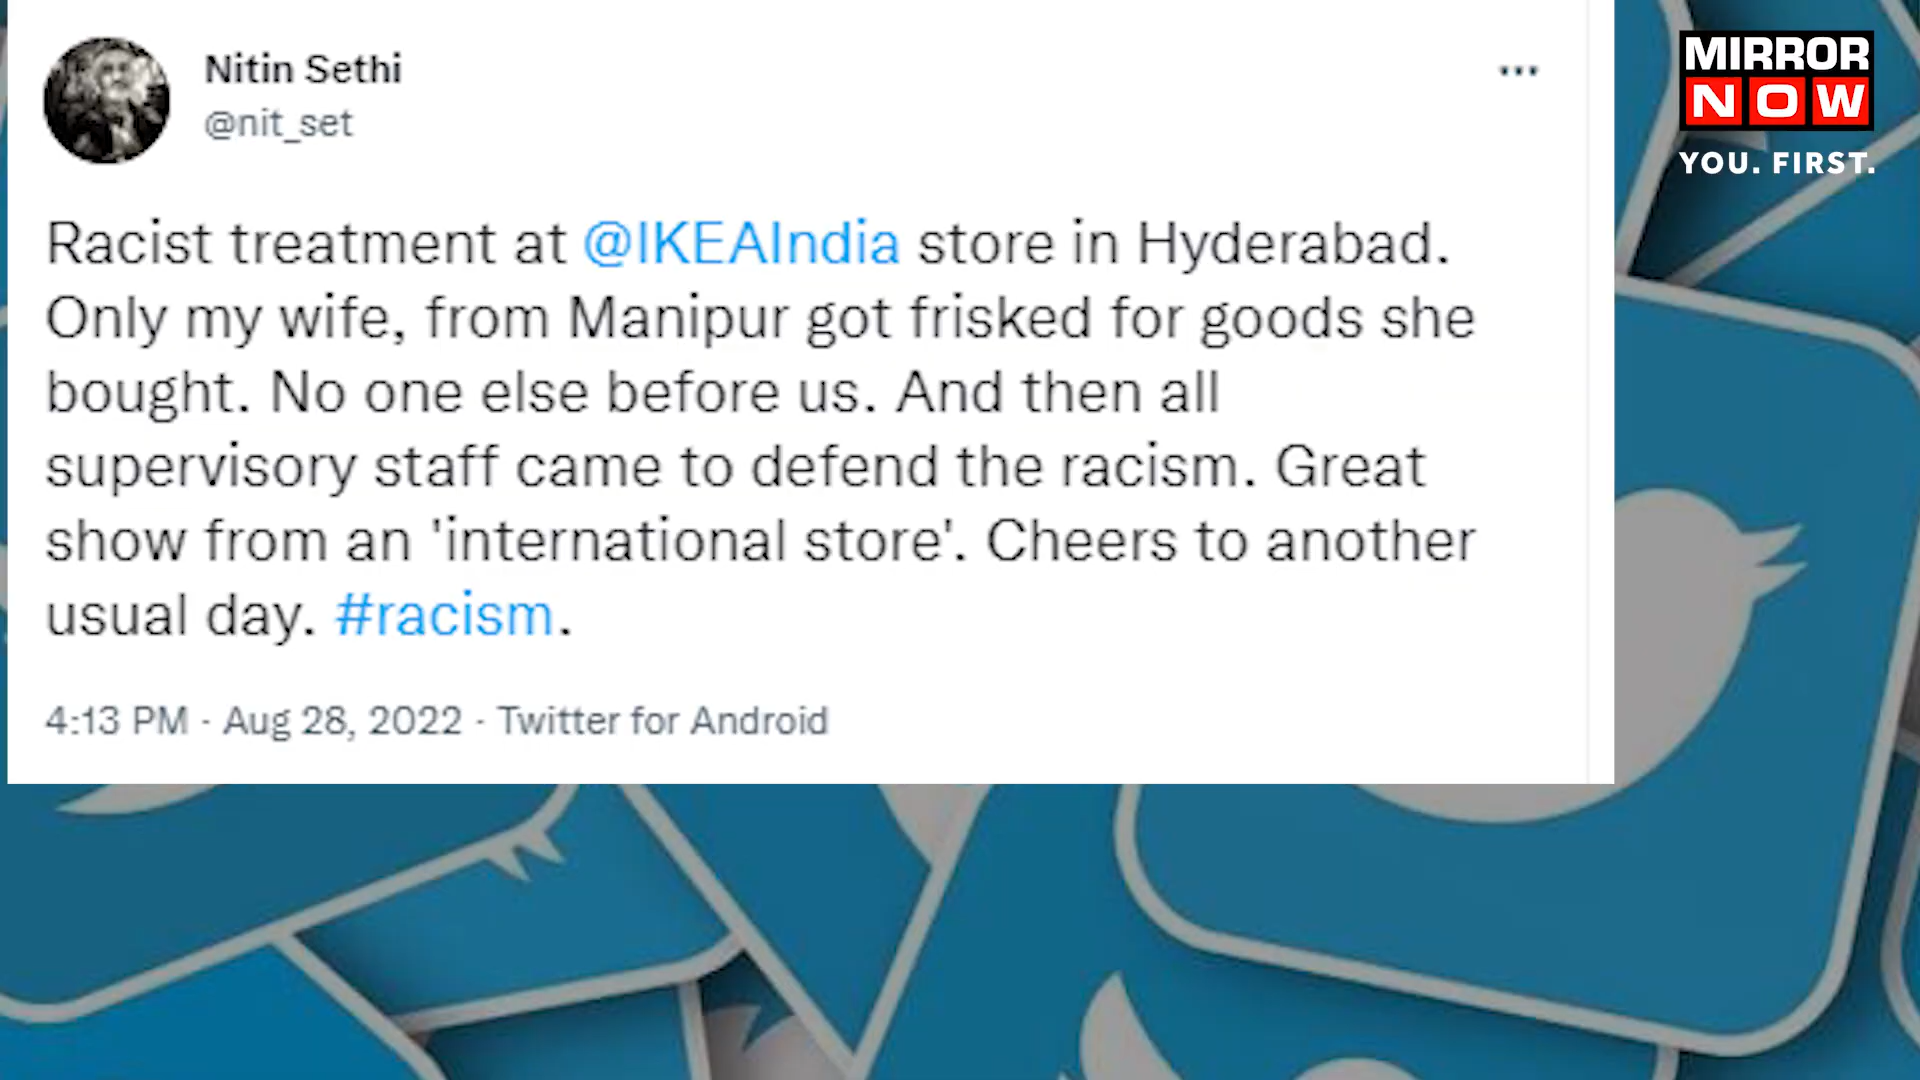 Nitin Sethi
@nit_set
Racist treatment at @IKEAIndia store in Hyderabad.
Only my wife, from Manipur got frisked for goods she
bought. No one else before us. And then all
supervisory staff came to defend the racism. Great
show from an 'international store'. Cheers to another
usual day. #racism.
4:13 PM · Aug 28, 2022 · Twitter for Android
MIRROR
NOW
YOU. FIRST.